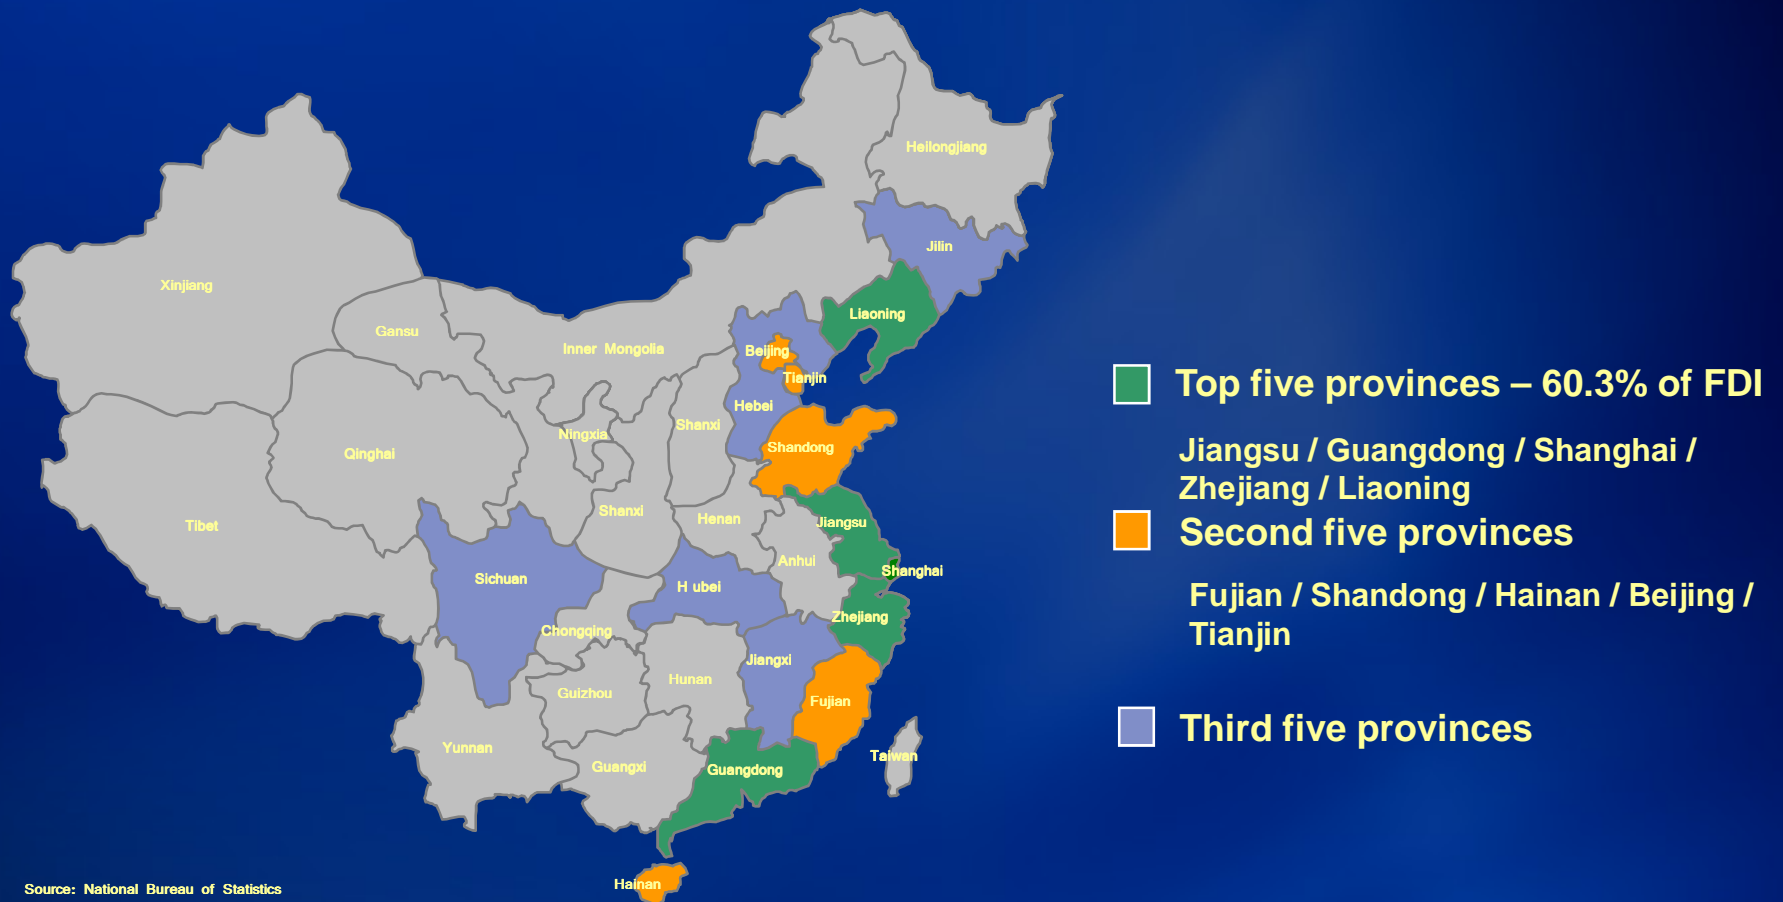 Heilongjiang
Jilin
Xinjiang
Liaoning
Gansu
Inner Mongolia
Beijing
Tianjin
Hebei
Shanxi
Ningxia
Shandong
Qinghai
Shanxi
Henan
Jiangsu
Tibet
Anhui
Shanghai
Sichuan
H ubei
Zhejiang
Chongqing
Jiangxi
Hunan
Guizhou
Fujian
Yunnan
Taiwan
Guangxi
Guangdong
Hainan
Source: National Bureau of Statistics
Top five provinces – 60.3% of FDI
Jiangsu / Guangdong / Shanghai /
Zhejiang / Liaoning
Second five provinces
Fujian / Shandong / Hainan / Beijing /
Tianjin
Third five provinces